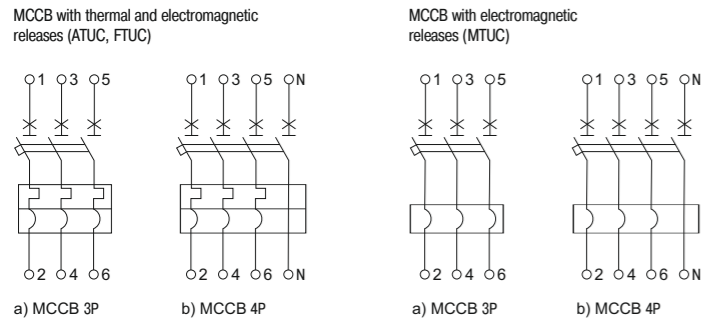 MCCB with thermal and electromagnetic
releases (ATUC, FTUC)
MCCB with electromagnetic
releases (MTUC)
1 3 5
1 3 5 N
1 3 5
1 3 5 N
2 4 6
2 4 6 N
2 4 6
2 4 6 N
a) MCCB 3P
b) MCCB 4P
a) MCCB 3P
b) MCCB 4P